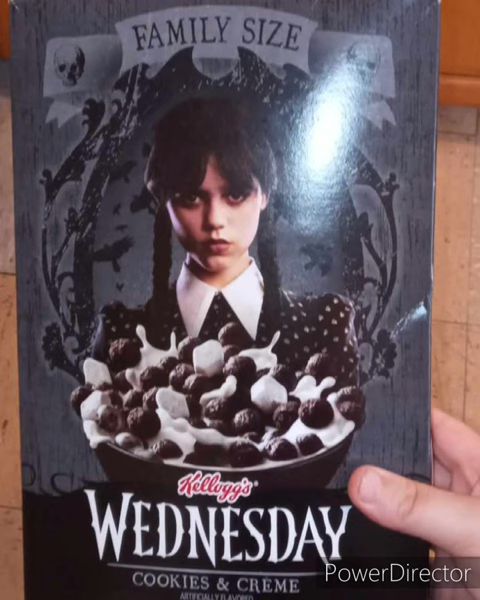 FAMILY SIZE
Kellogg's
WEDNESDAY
COOKIES & CRÈME
ARTIFICIALLY FLAVORED
PowerDirector